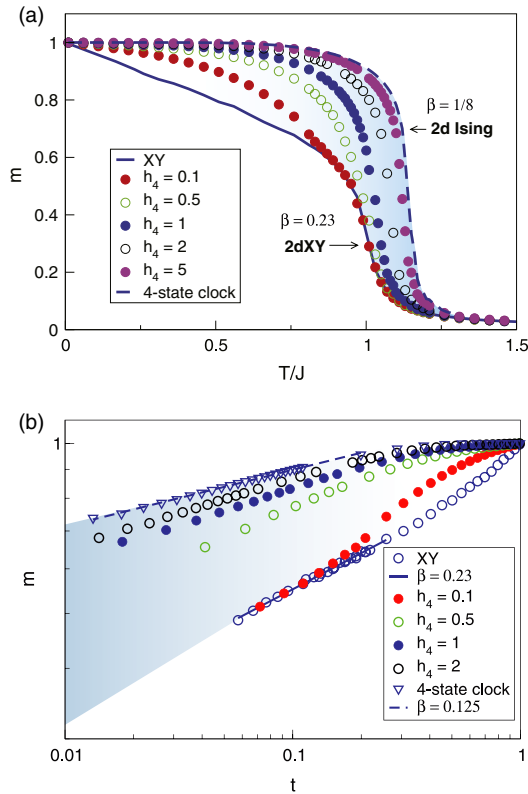 (a)
1
0.8
0.6
0.4
0.2
0
m
β = 1/8
2d Ising
β = 0.23
2dXY
XY
h4 = 0.1
h4 = 0.5
h4 = 1
h4 = 2
h4 = 5
4-state clock
0
0.5
1
1.5
T/J
(b)
1
m
XY
β = 0.23
h4 = 0.1
h4 = 0.5
h4 = 1
h4 = 2
4-state clock
β = 0.125
0.01
0.1
1
t